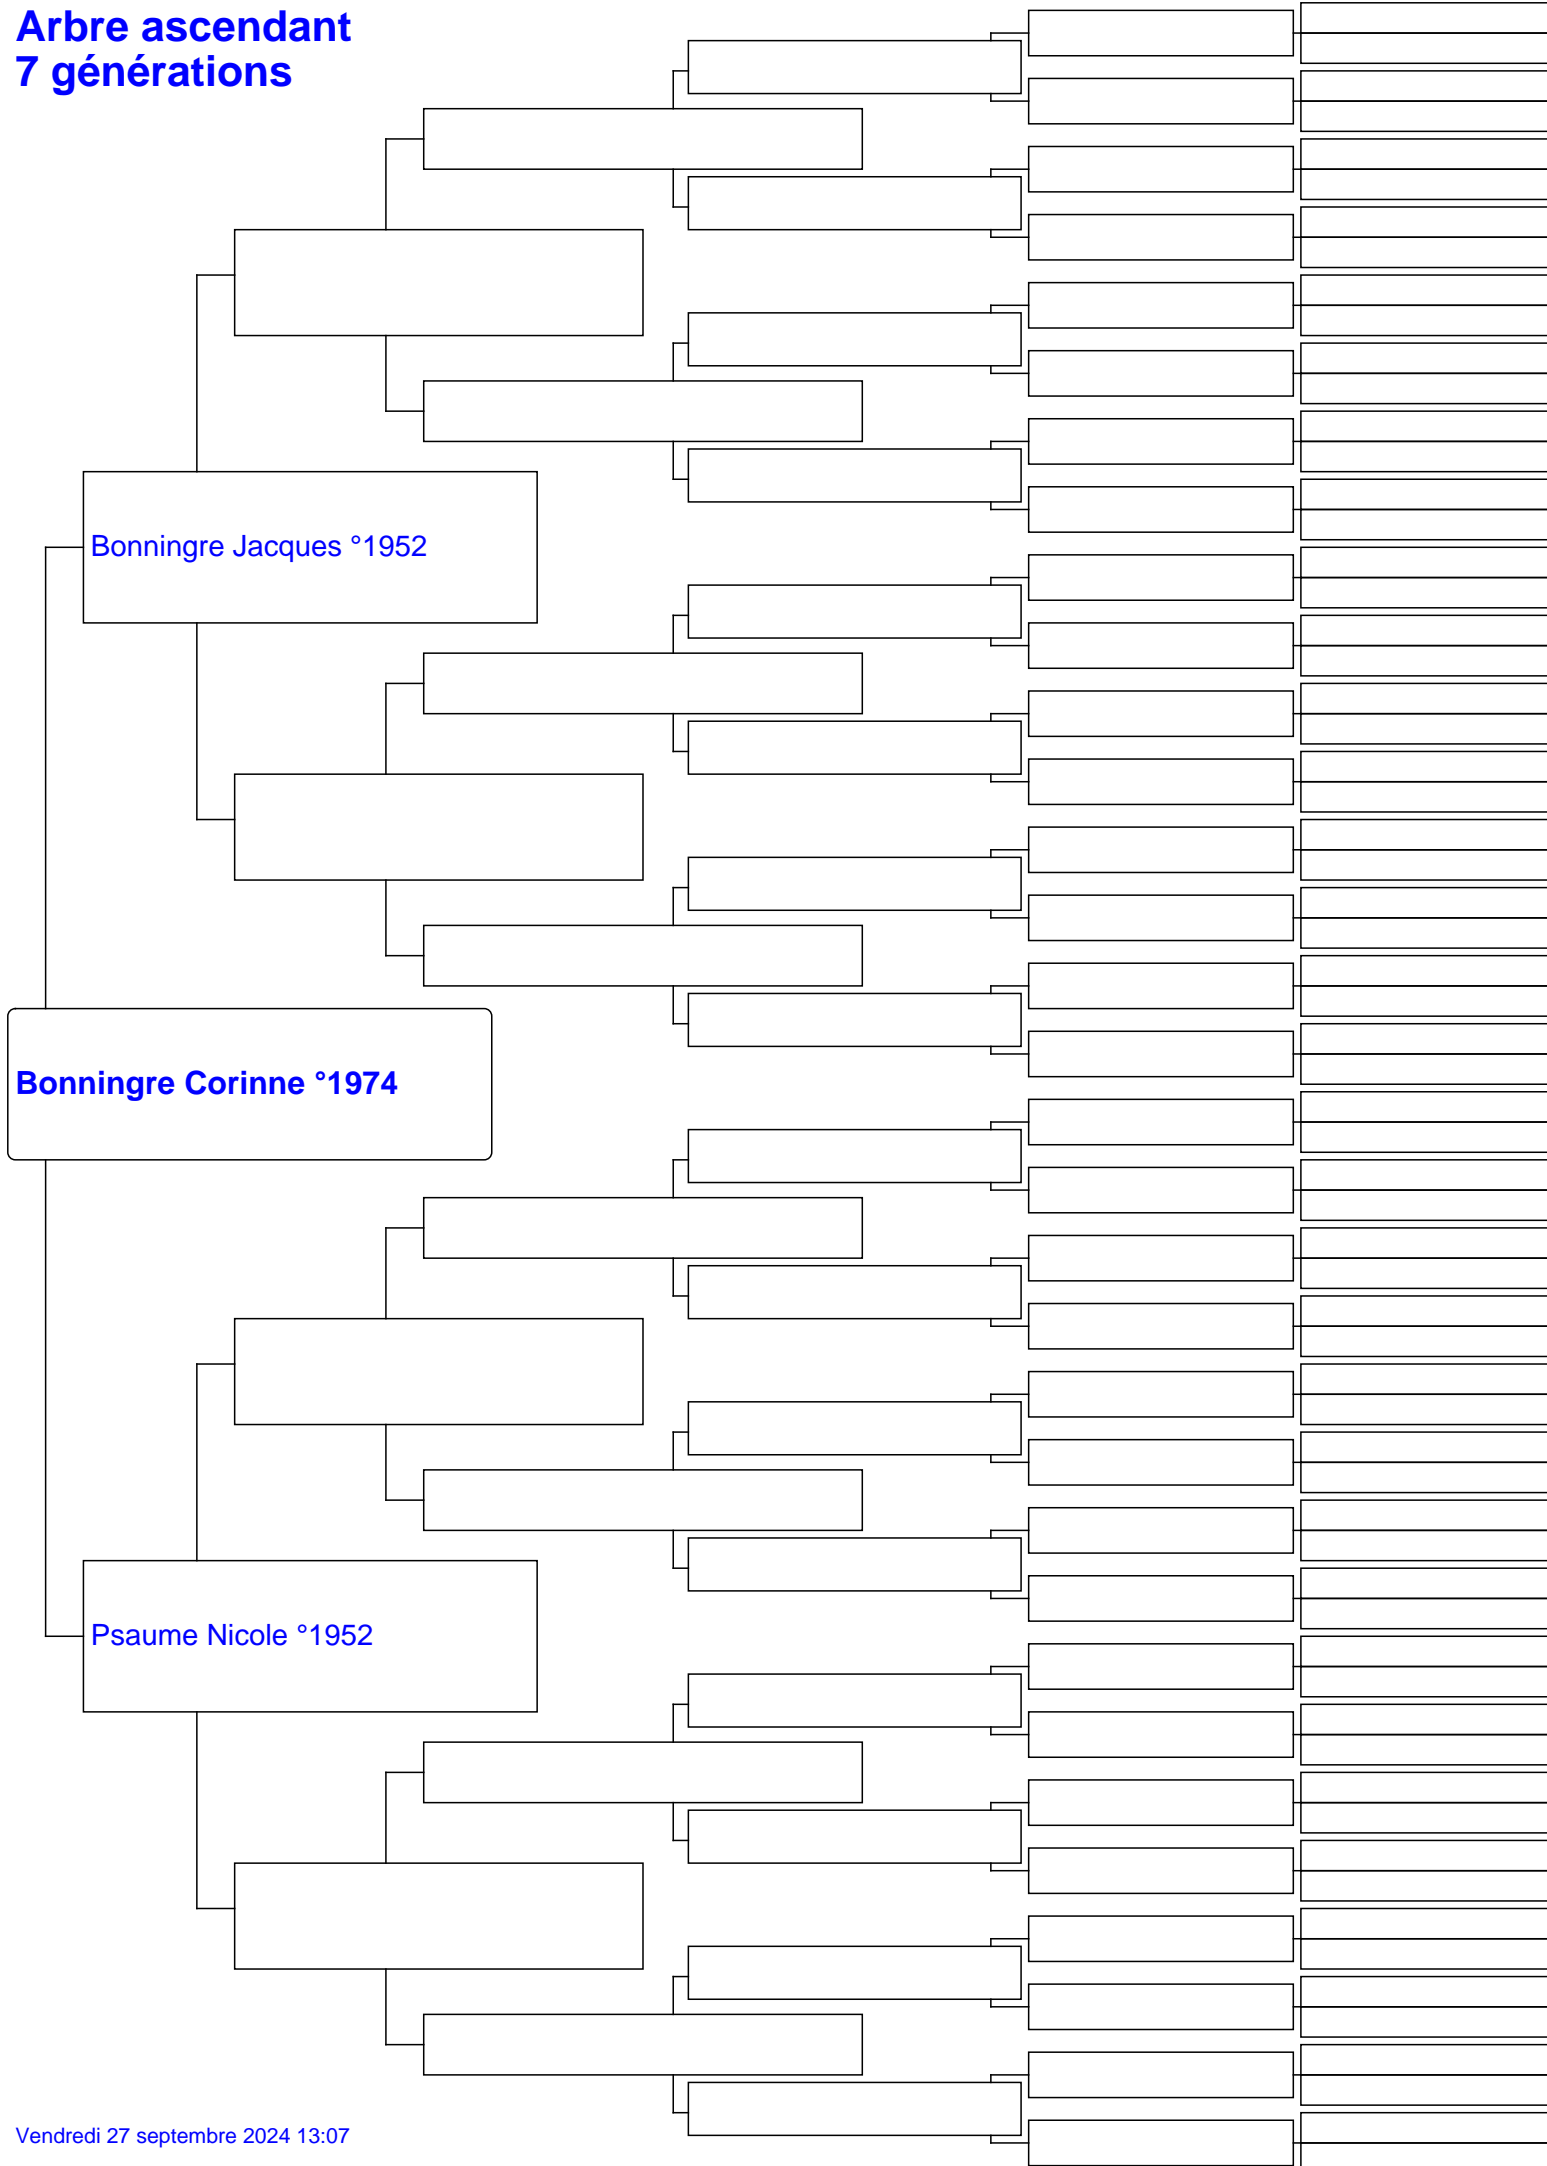 Arbre ascendant
7 générations
Bonningre Jacques °1952
Bonningre Corinne °1974
Psaume Nicole °1952
Vendredi 27 septembre 2024 13:07